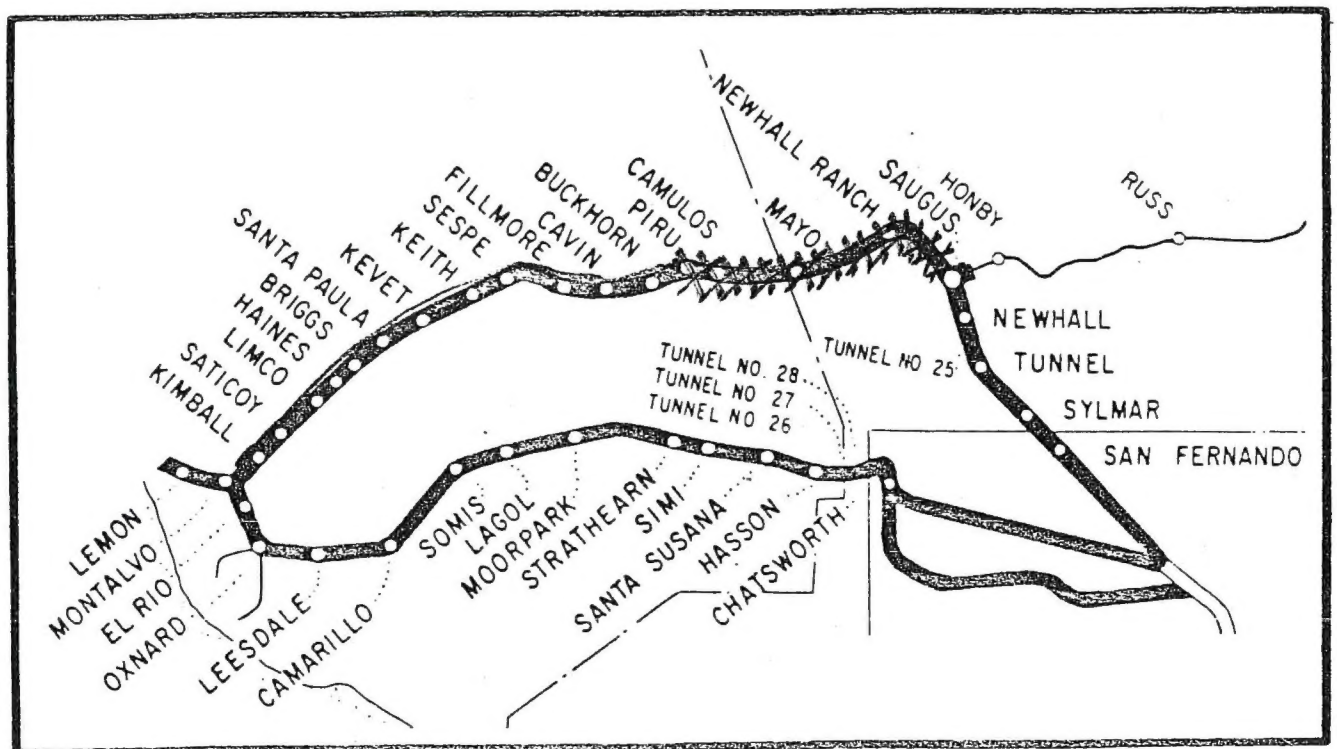 NEWHALL RANCH
SAUGUS
HONBY
RUSS
CAMULOS
PIRU
MAYO
BUCKHORN
CAVIN
FILLMORE
SESPE
KEITH
KEVET
SANTA PAULA
BRIGGS
HAINES
LIMCO
SATICOY
KIMBALL
NEWHALL
TUNNEL
TUNNEL NO 25
SYLMAR
SAN FERNANDO
TUNNEL NO. 28
TUNNEL NO. 27
TUNNEL NO 26
LEMON
MONTALVO
EL RIO
OXNARD
LEESDALE
CAMARILLO
SOMIS
LAGOL
MOORPARK
STRATHEARN
SIMI
SANTA SUSANA
HASSON
CHATSWORTH